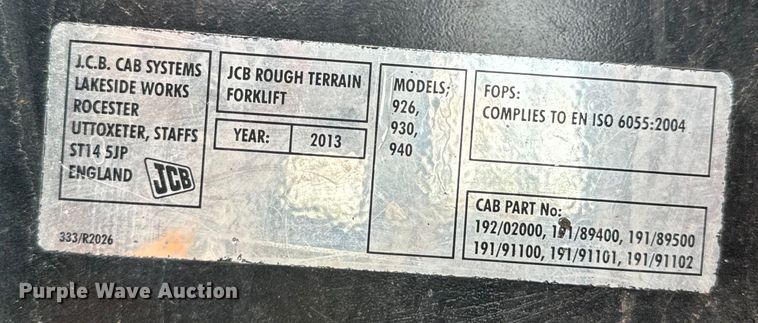 J.C.B. CAB SYSTEMS
LAKESIDE WORKS
ROCESTER
UTTOXETER, STAFFS
ST14 5JP
ENGLAND
JCB
333/R2026
JCB ROUGH TERRAIN
FORKLIFT
YEAR: 2013
MODELS:
926,
930,
940
FOPS:
COMPLIES TO EN ISO 6055:2004
CAB PART No:
192/02000, 191/89400, 191/89500
191/91100, 191/91101, 191/91102
Purple Wave Auction